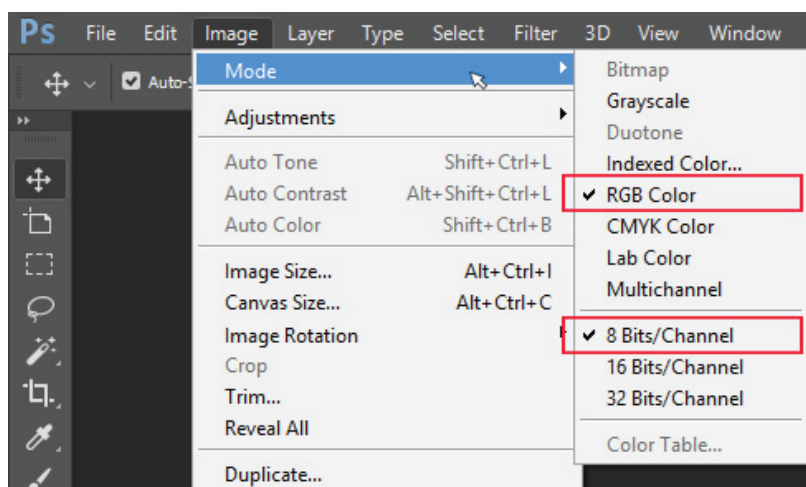 Ps File Edit Image Layer Type Select Filter 3D View Window
Auto-S
Mode
Adjustments
Auto Tone Shift+Ctrl+L
Auto Contrast Alt+Shift+Ctrl+L
Auto Color Shift+Ctrl+B
Image Size... Alt+Ctrl+I
Canvas Size... Alt+Ctrl+C
Image Rotation
Crop
Trim...
Reveal All
Duplicate...
Bitmap
Grayscale
Duotone
Indexed Color...
RGB Color
CMYK Color
Lab Color
Multichannel
8 Bits/Channel
16 Bits/Channel
32 Bits/Channel
Color Table...